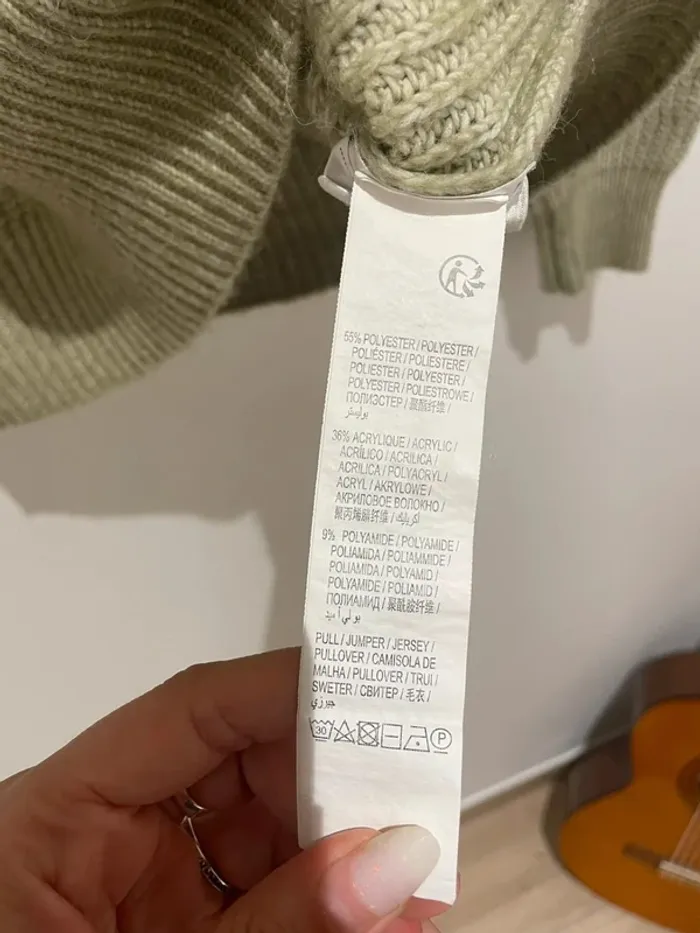 55% POLYESTER / POLYESTER /
POLIÉSTER / POLIESTERE /
POLIESTER / POLYESTER /
POLYESTER / POLIESTROWE /
ПОЛИЭСТЕР / 聚酯纤维 /
بوليستر
36% ACRYLIQUE / ACRYLIC /
ACRÍLICO / ACRILICA /
ACRILICA / POLYACRYL /
ACRYL / AKRYLOWE /
АКРИЛОВОЕ ВОЛОКНО /
聚丙烯腈纤维 / أكريليك
9% POLYAMIDE / POLYAMIDE /
POLIAMIDA / POLIAMMIDE /
POLIAMIDA / POLYAMID /
POLYAMIDE / POLIAMID /
ПОЛИАМИД / 聚酰胺纤维 /
بولي أميد
PULL / JUMPER / JERSEY /
PULLOVER / CAMISOLA DE
MALHA / PULLOVER / TRUI /
SWETER / СВИТЕР / 毛衣 /
جيرزي
30 P